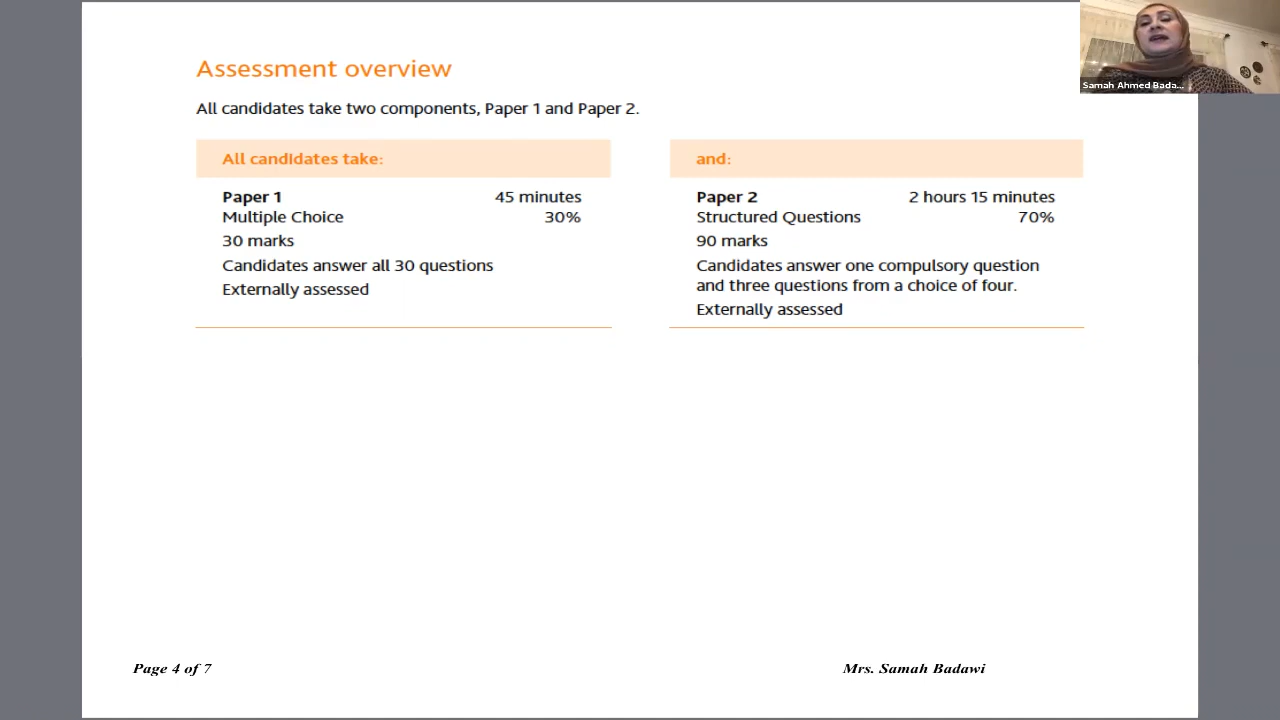 Assessment overview
All candidates take two components, Paper 1 and Paper 2.
All candidates take:
Paper 1 45 minutes
Multiple Choice 30%
30 marks
Candidates answer all 30 questions
Externally assessed
and:
Paper 2 2 hours 15 minutes
Structured Questions 70%
90 marks
Candidates answer one compulsory question
and three questions from a choice of four.
Externally assessed
Page 4 of 7 Mrs. Samah Badawi
Samah Ahmed Bada...